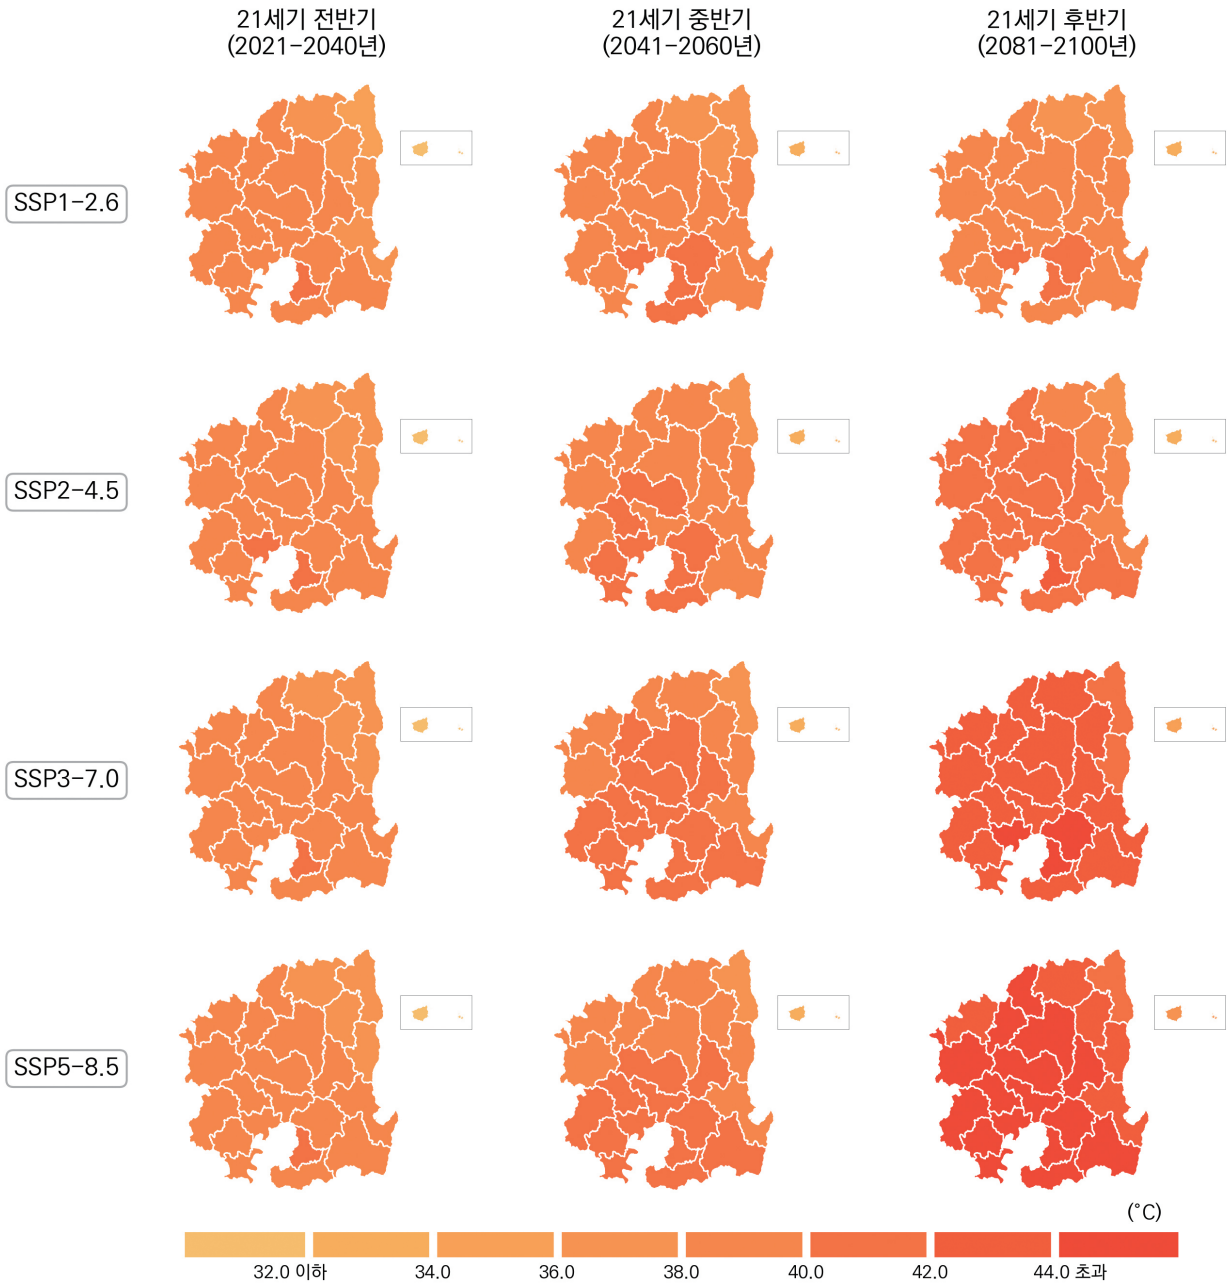 21세기 전반기
(2021-2040년)
21세기 중반기
(2041-2060년)
21세기 후반기
(2081-2100년)
SSP1-2.6
SSP2-4.5
SSP3-7.0
SSP5-8.5
(°C)
32.0 이하 34.0 36.0 38.0 40.0 42.0 44.0 초과